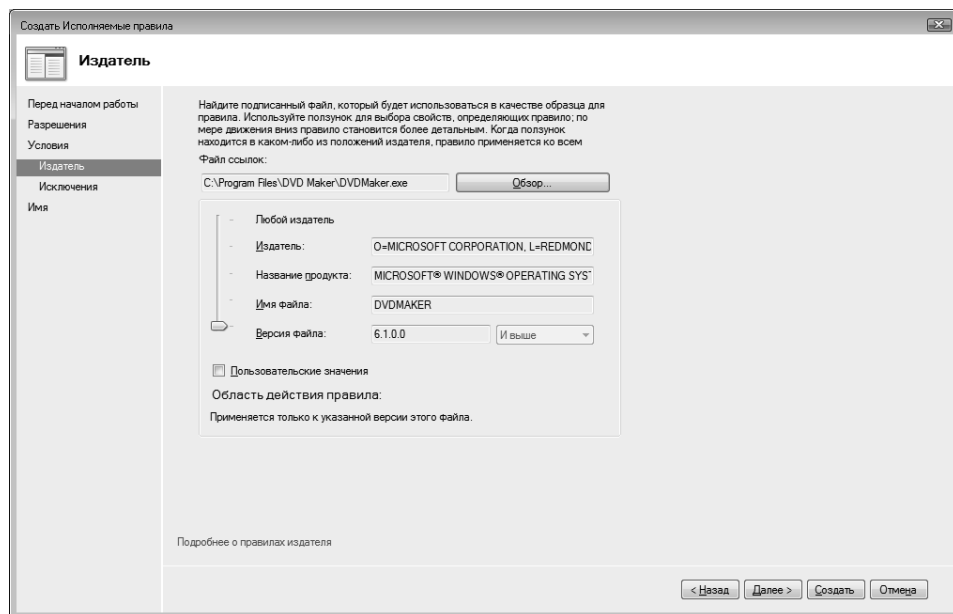 Создать Исполняемые правила
Издатель
Перед началом работы
Разрешения
Условия
Издатель
Исключения
Имя
Найдите подписанный файл, который будет использоваться в качестве образца для
правила. Используйте ползунок для выбора свойств, определяющих правило; по
мере движения вниз правило становится более детальным. Когда ползунок
находится в каком-либо из положений издателя, правило применяется ко всем
Файл ссылок:
C:\Program Files\DVD Maker\DVDMaker.exe
Обзор...
Любой издатель
Издатель: O=MICROSOFT CORPORATION, L=REDMOND
Название продукта: MICROSOFT® WINDOWS® OPERATING SYST
Имя файла: DVDMAKER
Версия файла: 6.1.0.0 И выше
Пользовательские значения
Область действия правила:
Применяется только к указанной версии этого файла.
Подробнее о правилах издателя
< Назад Далее > Создать Отмена